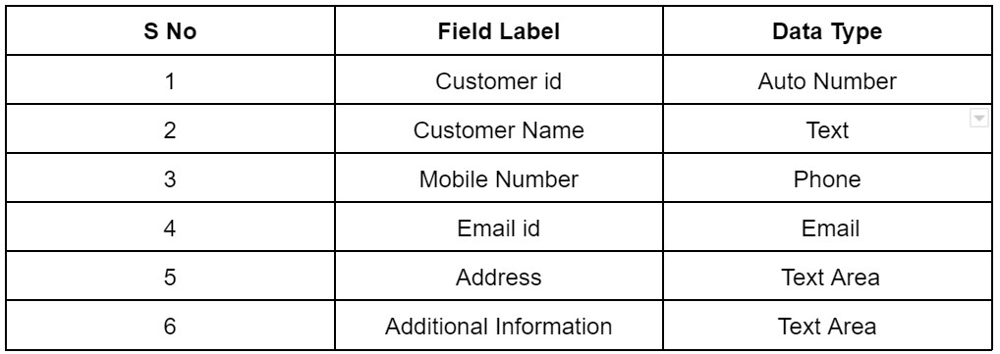 S No Field Label Data Type
1 Customer id Auto Number
2 Customer Name Text
3 Mobile Number Phone
4 Email id Email
5 Address Text Area
6 Additional Information Text Area